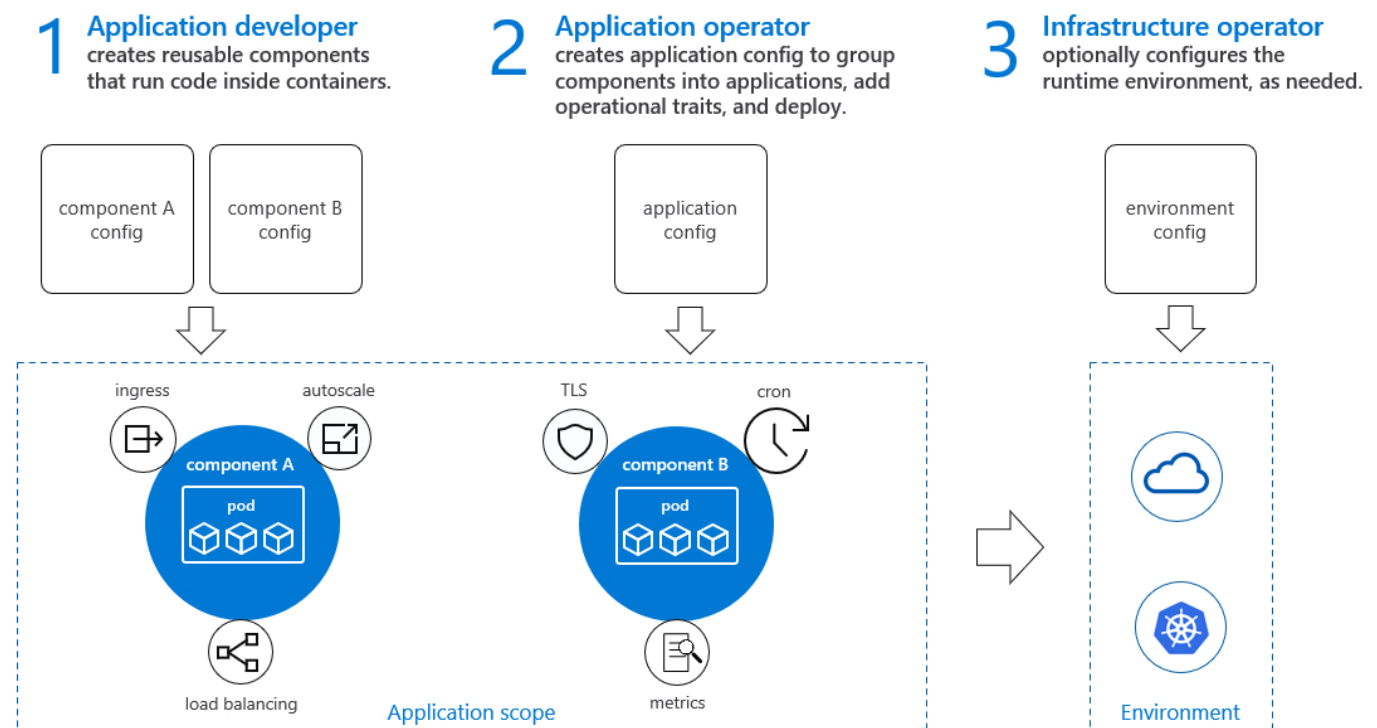 1
Application developer
creates reusable components
that run code inside containers.
2
Application operator
creates application config to group
components into applications, add
operational traits, and deploy.
3
Infrastructure operator
optionally configures the
runtime environment, as needed.
component A
config
component B
config
application
config
environment
config
ingress
autoscale
component A
pod
load balancing
TLS
cron
component B
pod
metrics
Application scope
Environment